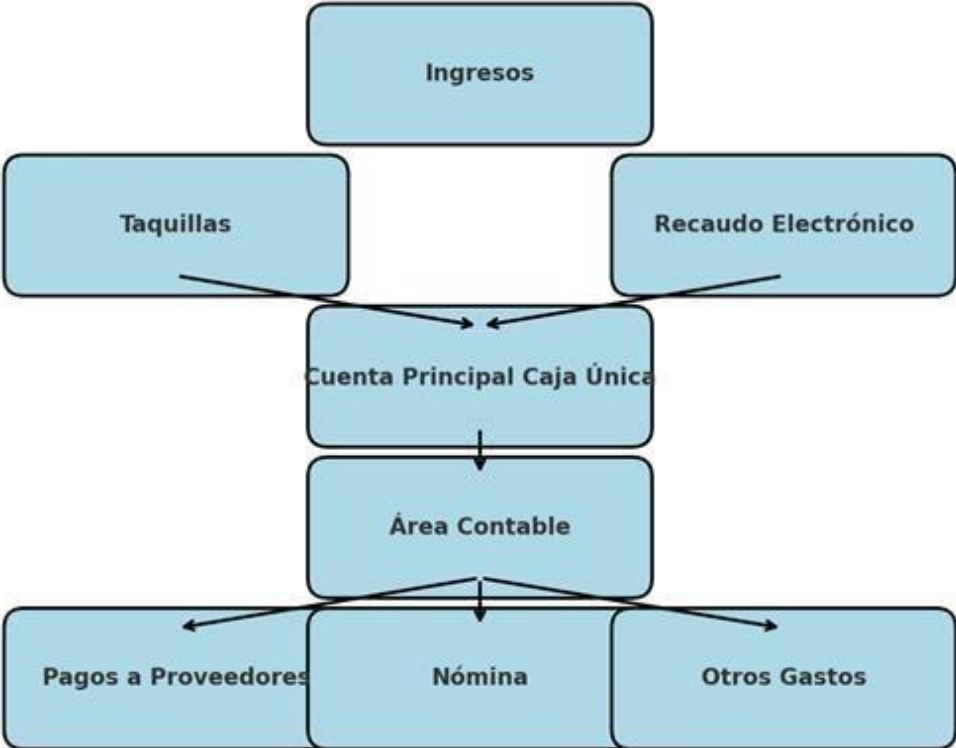 Ingresos
Taquillas
Recaudo Electrónico
Cuenta Principal Caja Única
Área Contable
Pagos a Proveedores
Nómina
Otros Gastos